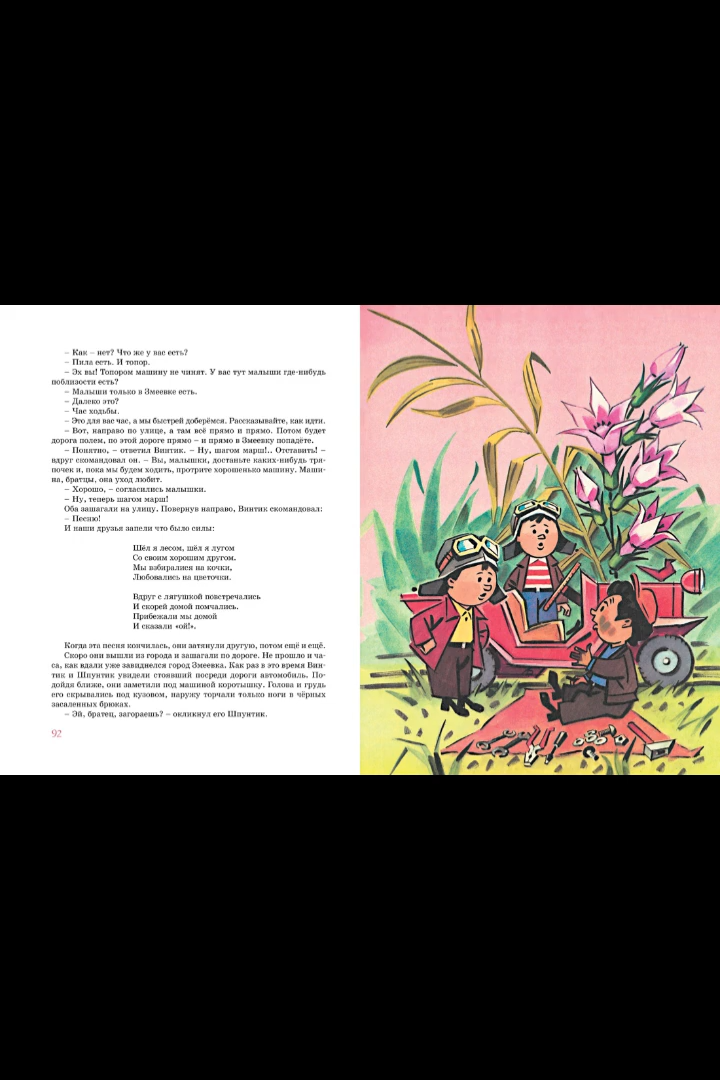 – Как – нет? Что же у вас есть?
– Пила есть. И топор.
– Эх вы! Топором машину не чинят. У вас тут малыши где-нибудь
поблизости есть?
– Малыши только в Змеевке есть.
– Далеко это?
– Час ходьбы.
– Это для вас час, а мы быстрей доберёмся. Рассказывайте, как идти.
– Вот, направо по улице, а там всё прямо и прямо. Потом будет
дорога полем, по этой дороге прямо – и прямо в Змеевку попадёте.
– Понятно, – ответил Винтик. – Ну, шагом марш!.. Отставить! –
вдруг скомандовал он. – Вы, малышки, достаньте каких-нибудь тря-
почек и, пока мы будем ходить, протрите хорошенько машину. Маши-
на, братцы, она уход любит.
– Хорошо, – согласились малышки.
– Ну, теперь шагом марш!
Оба зашагали на улицу. Повернув направо, Винтик скомандовал:
– Песню!
И наши друзья запели что было силы:
Шёл я лесом, шёл я лугом
Со своим хорошим другом.
Мы взбиралися на кочки,
Любовались на цветочки.
Вдруг с лягушкой повстречались
И скорей домой помчались.
Прибежали мы домой
И сказали «ой!».
Когда эта песня кончилась, они затянули другую, потом ещё и ещё.
Скоро они вышли из города и зашагали по дороге. Не прошло и ча-
са, как вдали уже завиднелся город Змеевка. Как раз в это время Вин-
тик и Шпунтик увидели стоявший посреди дороги автомобиль. По-
дойдя ближе, они заметили под машиной коротышку. Голова и грудь
его скрывались под кузовом, наружу торчали только ноги в чёрных
засаленных брюках.
– Эй, братец, загораешь? – окликнул его Шпунтик.
92